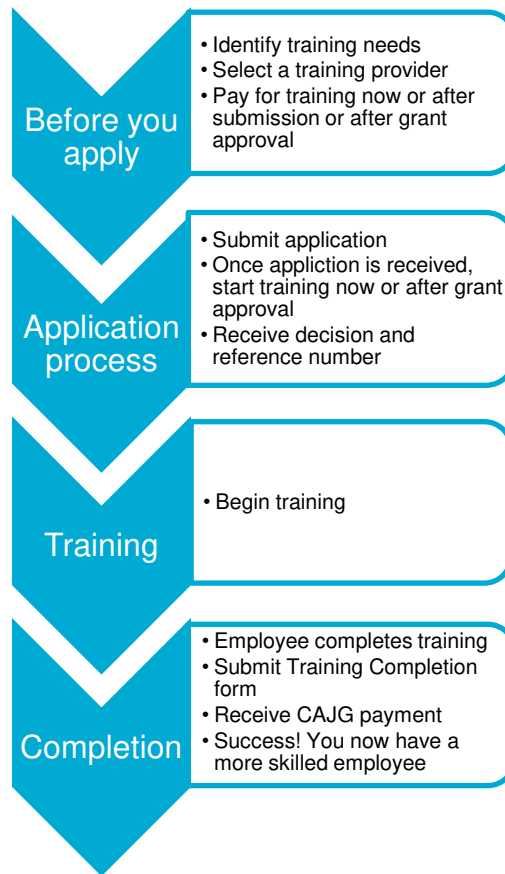 Before you
apply
• Identify training needs
• Select a training provider
• Pay for training now or after
submission or after grant
approval
Application
process
• Submit application
• Once appliction is received,
start training now or after grant
approval
• Receive decision and
reference number
Training
• Begin training
Completion
• Employee completes training
• Submit Training Completion
form
• Receive CAJG payment
• Success! You now have a
more skilled employee